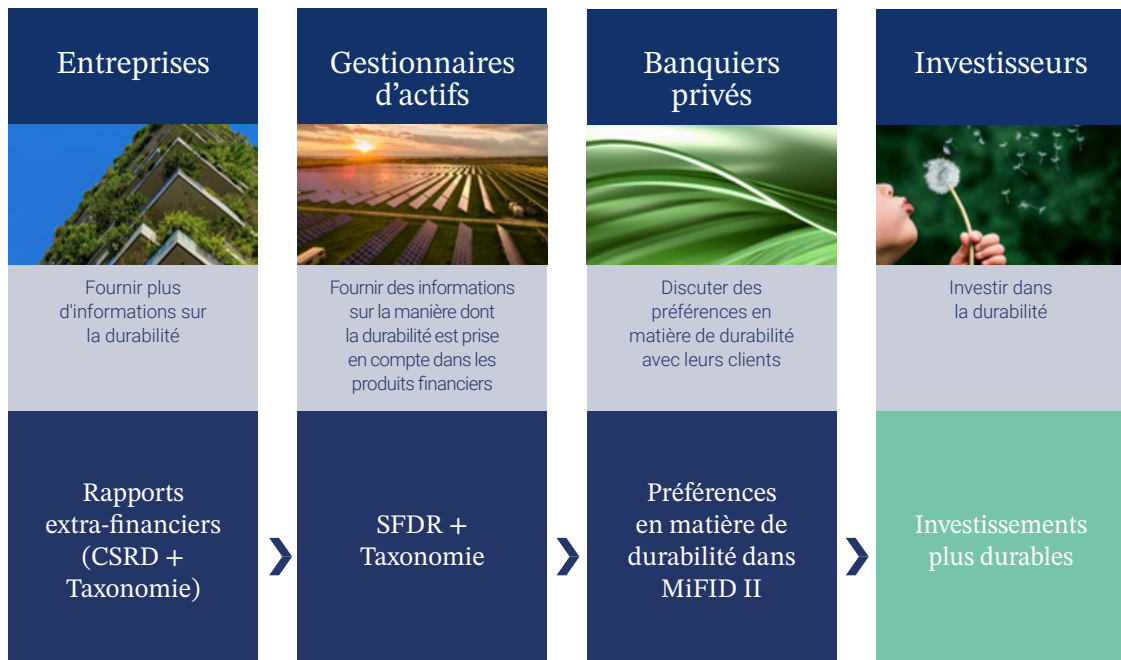 Entreprises
Fournir plus
d'informations sur
la durabilité
Rapports
extra-financiers
(CSRD +
Taxonomie)
Gestionnaires
d’actifs
Fournir des informations
sur la manière dont
la durabilité est prise
en compte dans les
produits financiers
SFDR +
Taxonomie
Banquiers
privés
Discuter des
préférences en
matière de durabilité
avec leurs clients
Préférences
en matière de
durabilité dans
MiFID II
Investisseurs
Investir dans
la durabilité
Investissements
plus durables